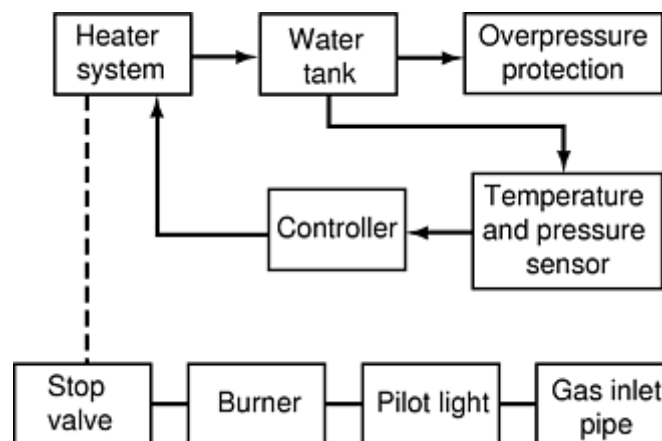 Heater
system
Water
tank
Overpressure
protection
Controller
Temperature
and pressure
sensor
Stop
valve
Burner
Pilot light
Gas inlet
pipe